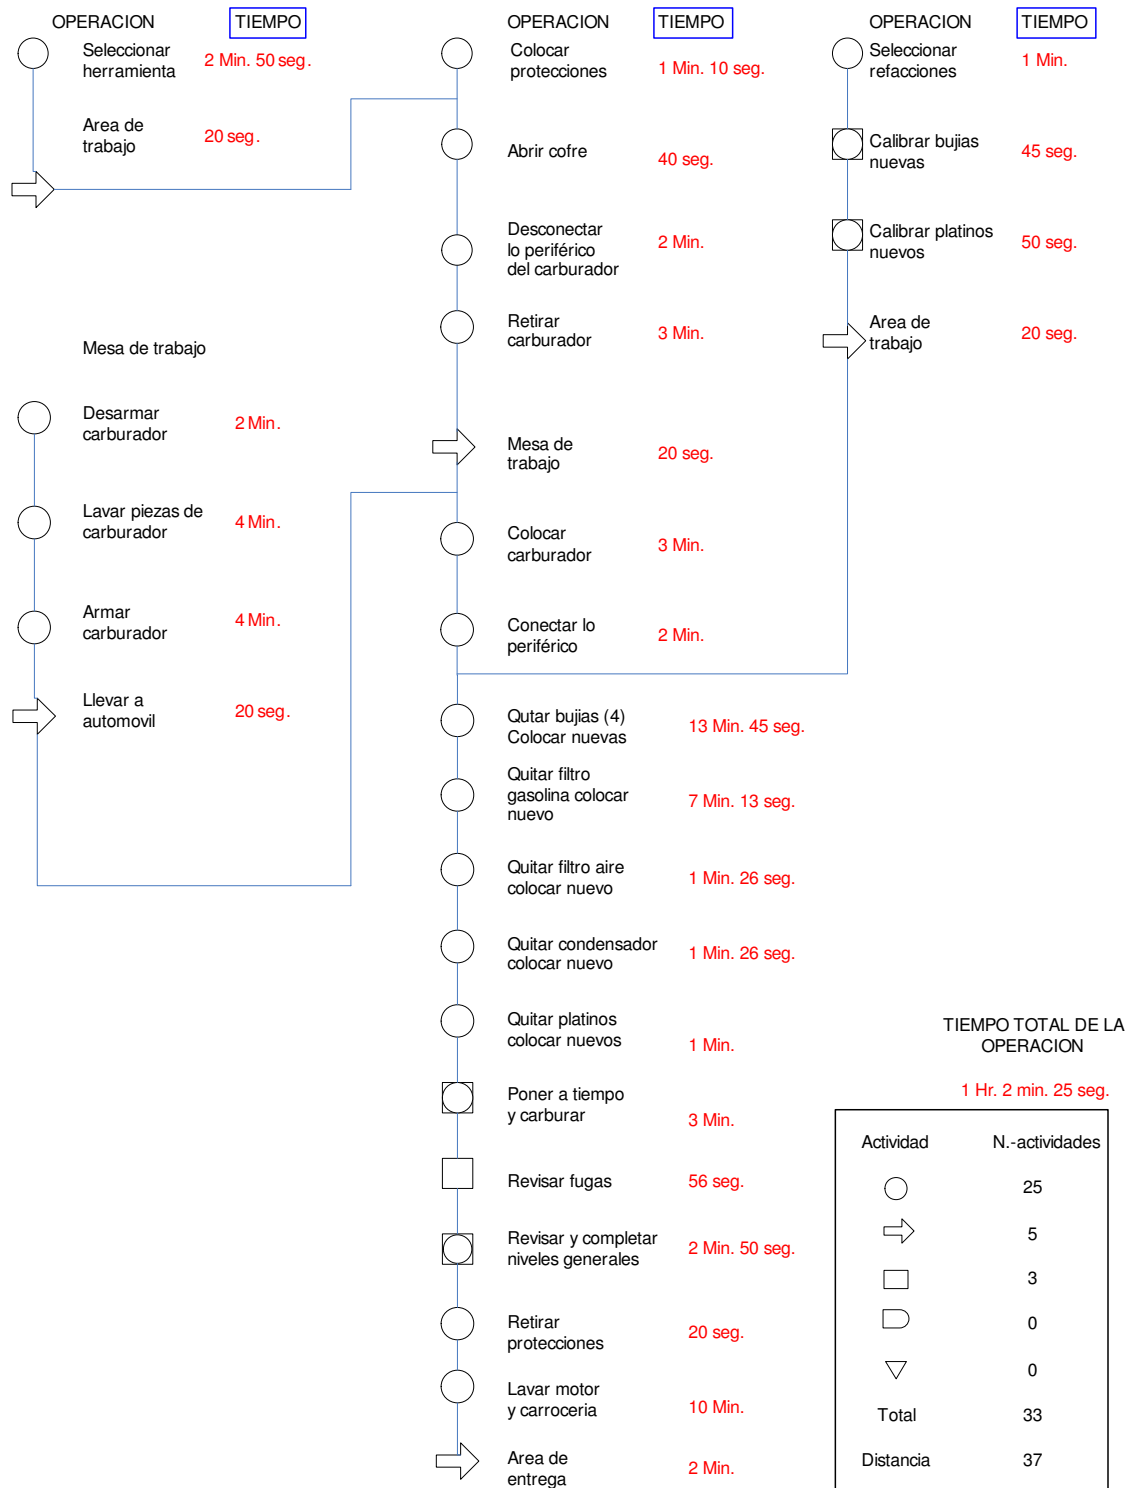 OPERACION TIEMPO
Seleccionar
herramienta
2 Min. 50 seg.
Area de
trabajo
20 seg.
Mesa de trabajo
Desarmar
carburador
2 Min.
Lavar piezas de
carburador
4 Min.
Armar
carburador
4 Min.
Llevar a
automovil
20 seg.
OPERACION TIEMPO
Colocar
protecciones
1 Min. 10 seg.
Abrir cofre
40 seg.
Desconectar
lo periférico
del carburador
2 Min.
Retirar
carburador
3 Min.
Mesa de
trabajo
20 seg.
Colocar
carburador
3 Min.
Conectar lo
periférico
2 Min.
Qutar bujias (4)
Colocar nuevas
13 Min. 45 seg.
Quitar filtro
gasolina colocar
nuevo
7 Min. 13 seg.
Quitar filtro aire
colocar nuevo
1 Min. 26 seg.
Quitar condensador
colocar nuevo
1 Min. 26 seg.
Quitar platinos
colocar nuevos
1 Min.
Poner a tiempo
y carburar
3 Min.
Revisar fugas
56 seg.
Revisar y completar
niveles generales
2 Min. 50 seg.
Retirar
protecciones
20 seg.
Lavar motor
y carroceria
10 Min.
Area de
entrega
2 Min.
OPERACION TIEMPO
Seleccionar
refacciones
1 Min.
Calibrar bujias
nuevas
45 seg.
Calibrar platinos
nuevos
50 seg.
Area de
trabajo
20 seg.
TIEMPO TOTAL DE LA
OPERACION
1 Hr. 2 min. 25 seg.
Actividad N.-actividades
25
5
3
0
0
Total 33
Distancia 37